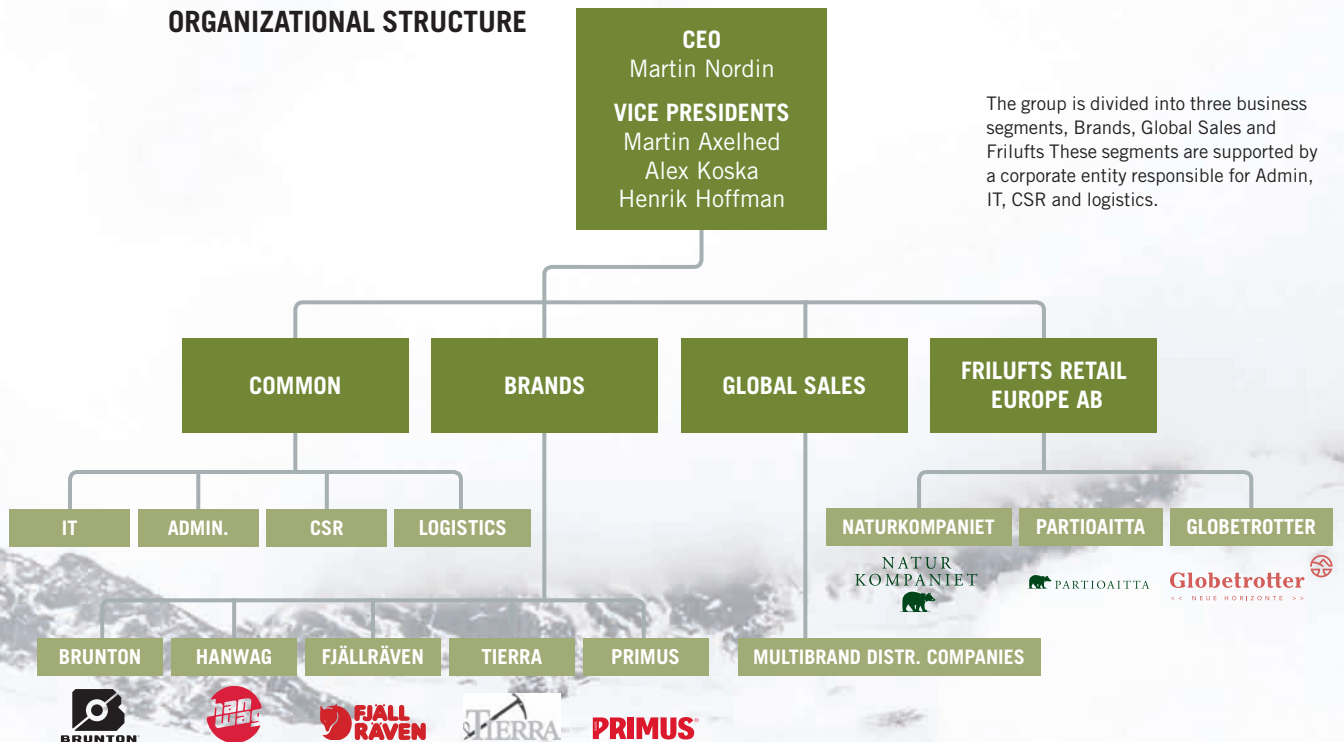 ORGANIZATIONAL STRUCTURE
CEO
Martin Nordin
VICE PRESIDENTS
Martin Axelhed
Alex Koska
Henrik Hoffman
The group is divided into three business
segments, Brands, Global Sales and
Frilufts These segments are supported by
a corporate entity responsible for Admin,
IT, CSR and logistics.
COMMON
BRANDS
GLOBAL SALES
FRILUFTS RETAIL
EUROPE AB
IT
ADMIN.
CSR
LOGISTICS
NATURKOMPANIET
PARTIOAITTA
GLOBETROTTER
NATUR
KOMPANIET
PARTIOAITTA
Globetrotter
<< NEUE HORIZONTE >>
BRUNTON
HANWAG
FJÄLLRÄVEN
TIERRA
PRIMUS
MULTIBRAND DISTR. COMPANIES
BRUNTON
han
wag
FJÄLL
RÄVEN
TIERRA
PRIMUS